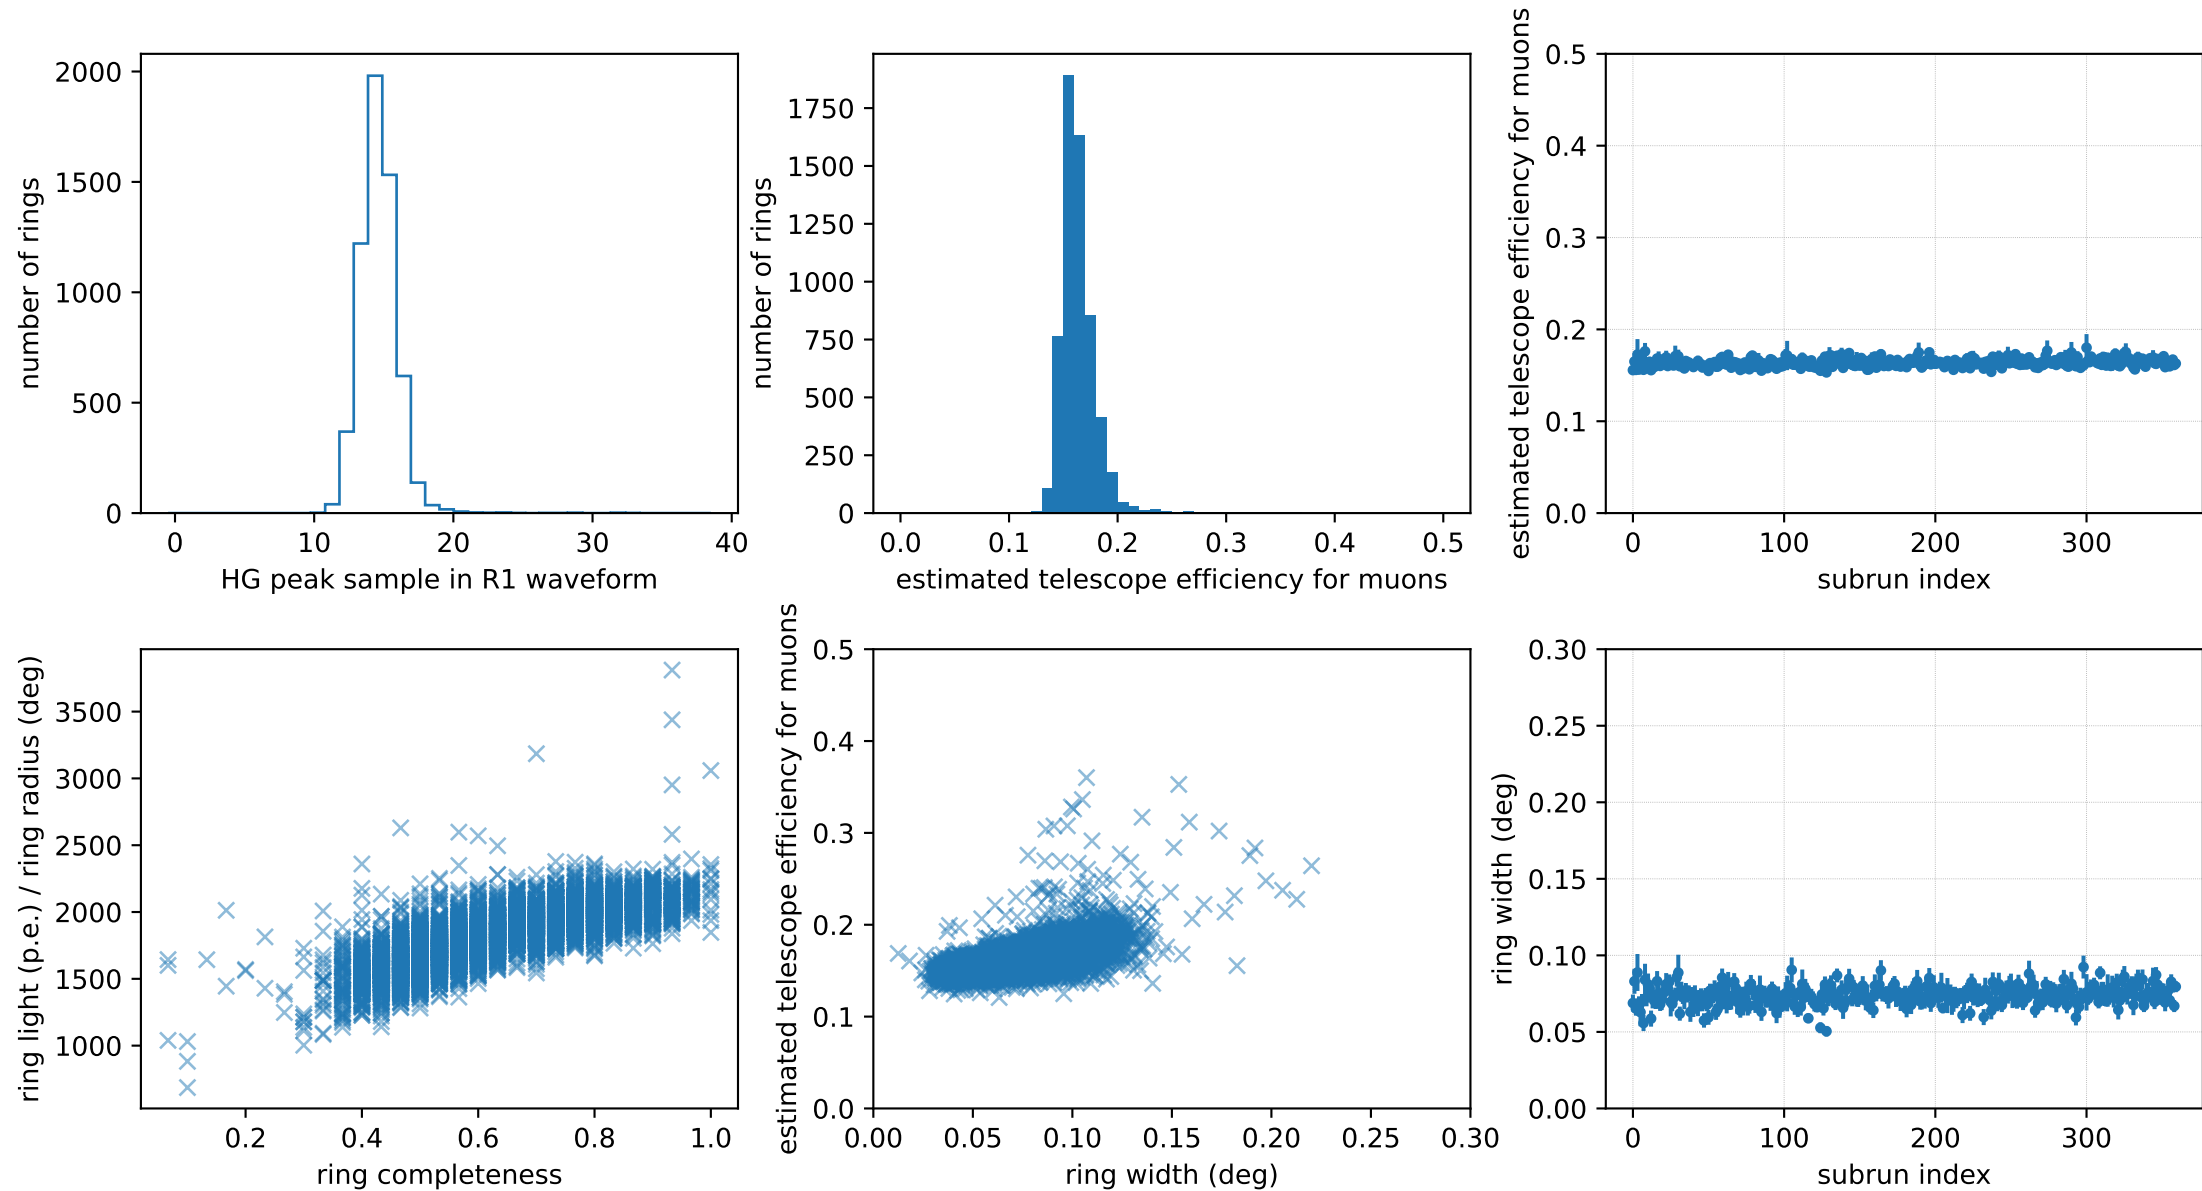 number of rings
2000
1500
1000
500
0
0 10 20 30 40
HG peak sample in R1 waveform
number of rings
1750
1500
1250
1000
750
500
250
0
0.0 0.1 0.2 0.3 0.4 0.5
estimated telescope efficiency for muons
estimated telescope efficiency for muons
0.5
0.4
0.3
0.2
0.1
0.0
0 100 200 300
subrun index
ring light (p.e.) / ring radius (deg)
3500
3000
2500
2000
1500
1000
0.2 0.4 0.6 0.8 1.0
ring completeness
estimated telescope efficiency for muons
0.5
0.4
0.3
0.2
0.1
0.0
0.00 0.05 0.10 0.15 0.20 0.25 0.30
ring width (deg)
ring width (deg)
0.30
0.25
0.20
0.15
0.10
0.05
0.00
0 100 200 300
subrun index